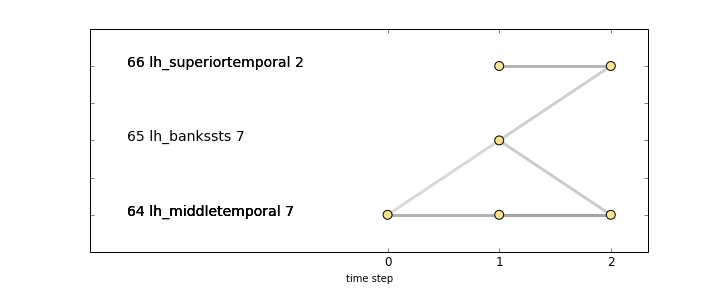 66 lh_superiortemporal 2
65 lh_bankssts 7
64 lh_middletemporal 7
0 1 2
time step